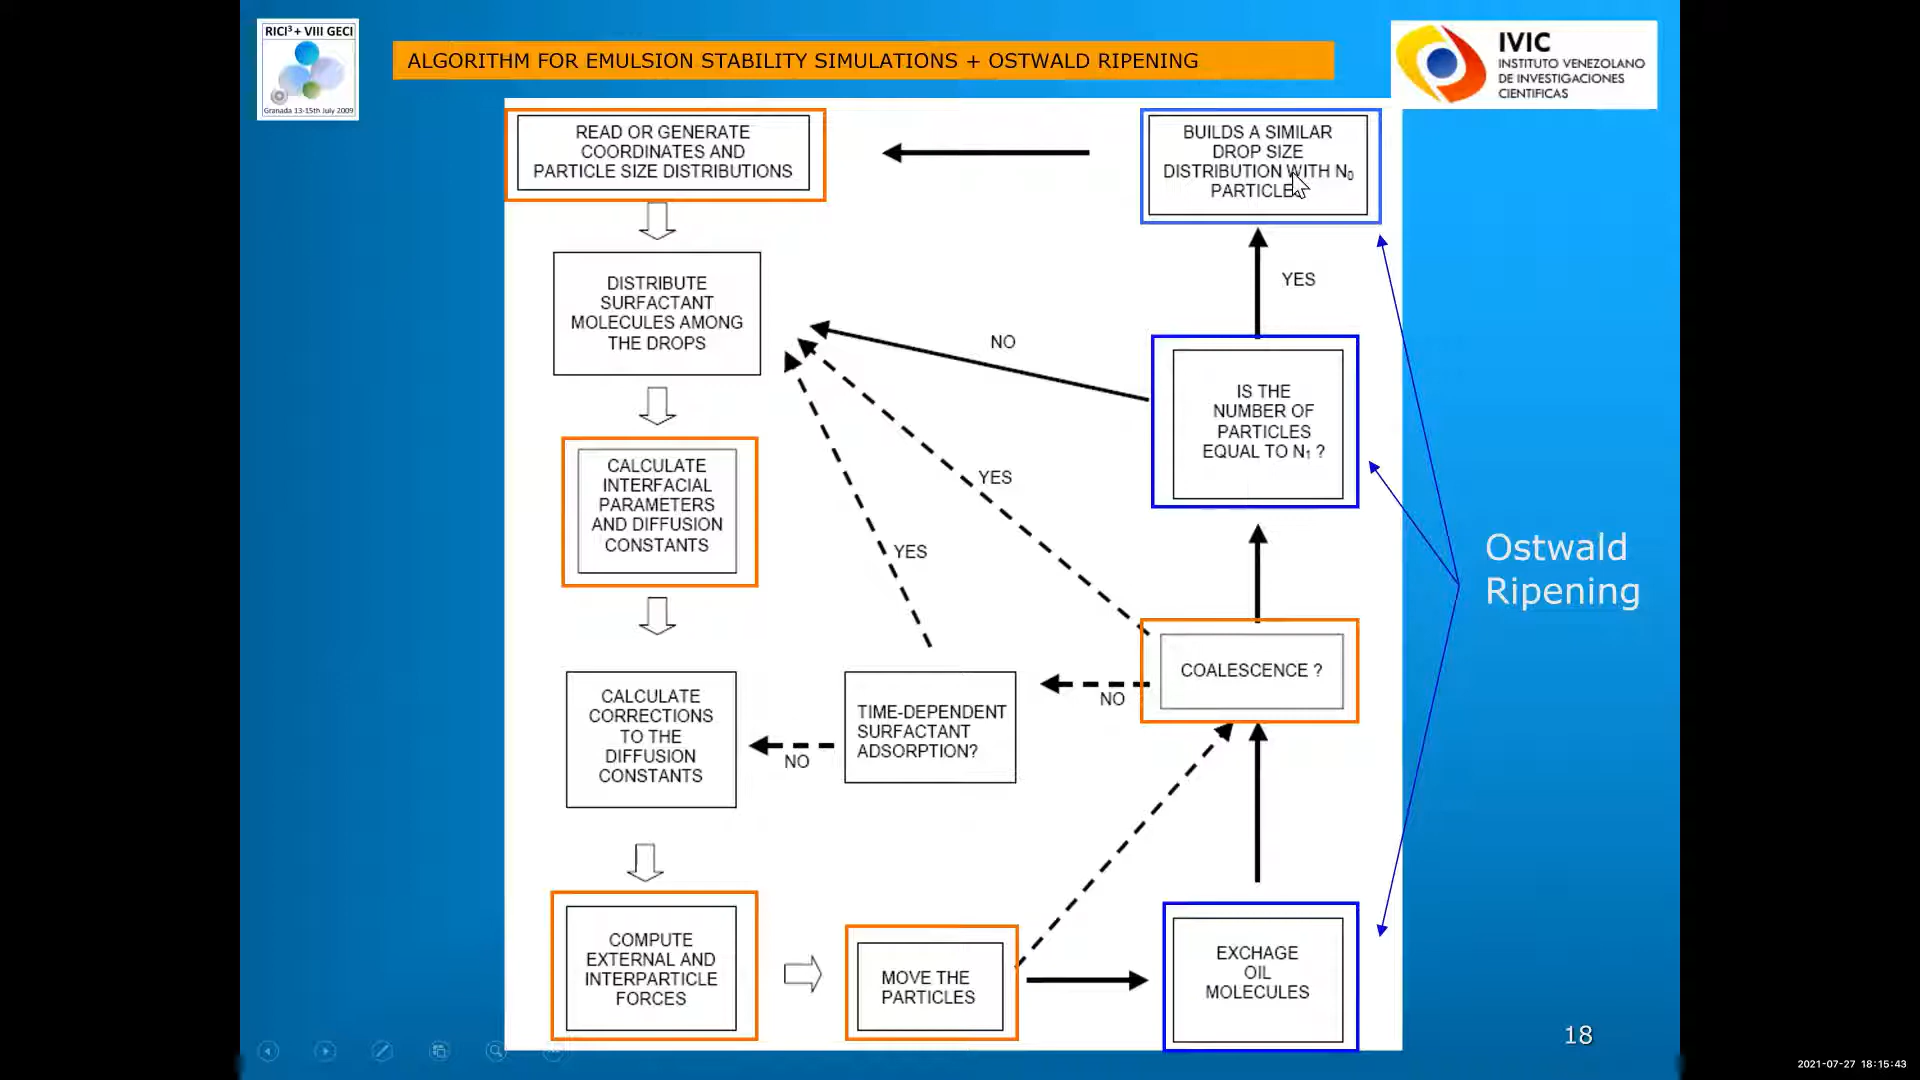 RICI³ + VIII GECI
Granada 13-15th July 2009
ALGORITHM FOR EMULSION STABILITY SIMULATIONS + OSTWALD RIPENING
IVIC
INSTITUTO VENEZOLANO
DE INVESTIGACIONES
CIENTIFICAS
READ OR GENERATE
COORDINATES AND
PARTICLE SIZE DISTRIBUTIONS
BUILDS A SIMILAR
DROP SIZE
DISTRIBUTION WITH N₀
PARTICLES
YES
DISTRIBUTE
SURFACTANT
MOLECULES AMONG
THE DROPS
NO
IS THE
NUMBER OF
PARTICLES
EQUAL TO N₁ ?
CALCULATE
INTERFACIAL
PARAMETERS
AND DIFFUSION
CONSTANTS
YES
YES
Ostwald
Ripening
COALESCENCE ?
NO
CALCULATE
CORRECTIONS
TO THE
DIFFUSION
CONSTANTS
TIME-DEPENDENT
SURFACTANT
ADSORPTION?
NO
COMPUTE
EXTERNAL AND
INTERPARTICLE
FORCES
MOVE THE
PARTICLES
EXCHAGE
OIL
MOLECULES
18
2021-07-27 18:15:43